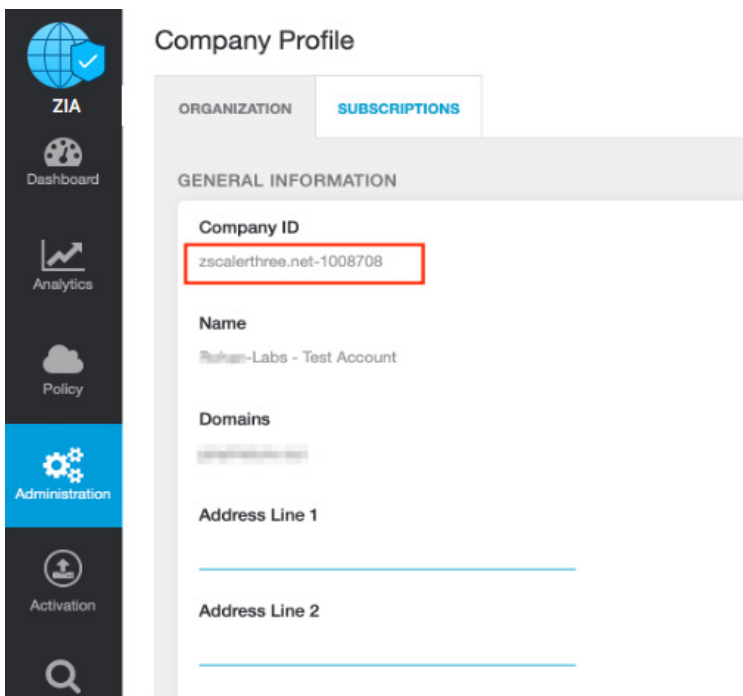 Company Profile
ZIA
ORGANIZATION
SUBSCRIPTIONS
Dashboard
GENERAL INFORMATION
Company ID
zscalerthree.net-1008708
Analytics
Name
-Labs - Test Account
Policy
Domains
Administration
Address Line 1
Activation
Address Line 2